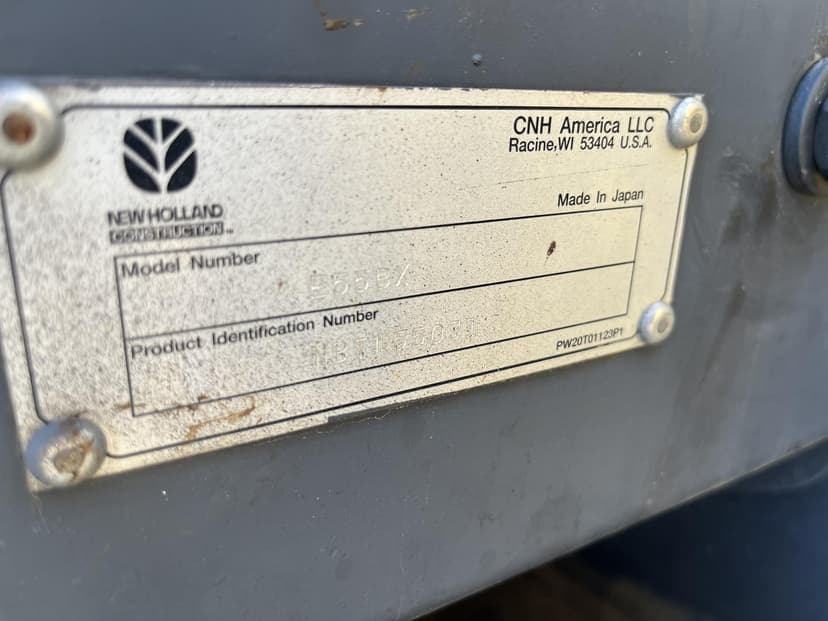 CNH America LLC
Racine, WI 53404 U.S.A.
Made In Japan
NEW HOLLAND
CONSTRUCTION
Model Number
Product Identification Number
PW20T01123P1